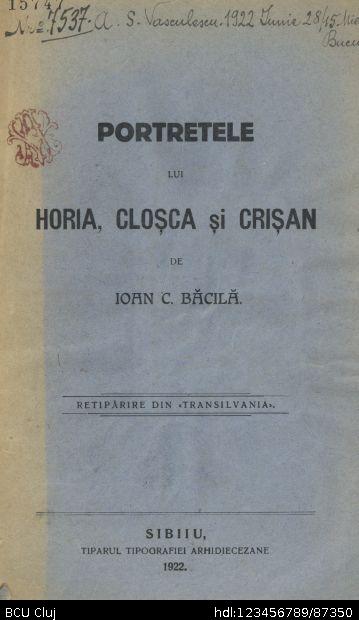 15747
No. 7537. A. S. Vasculescu. 1922 Iunie 28/15.
PORTRETELE
LUI
HORIA, CLOȘCA și CRIȘAN
DE
IOAN C. BĂCILĂ.
RETIPĂRIRE DIN «TRANSILVANIA».
SIBIIU,
TIPARUL TIPOGRAFIEI ARHIDIECEZANE
1922.
BCU Cluj hdl:123456789/87350